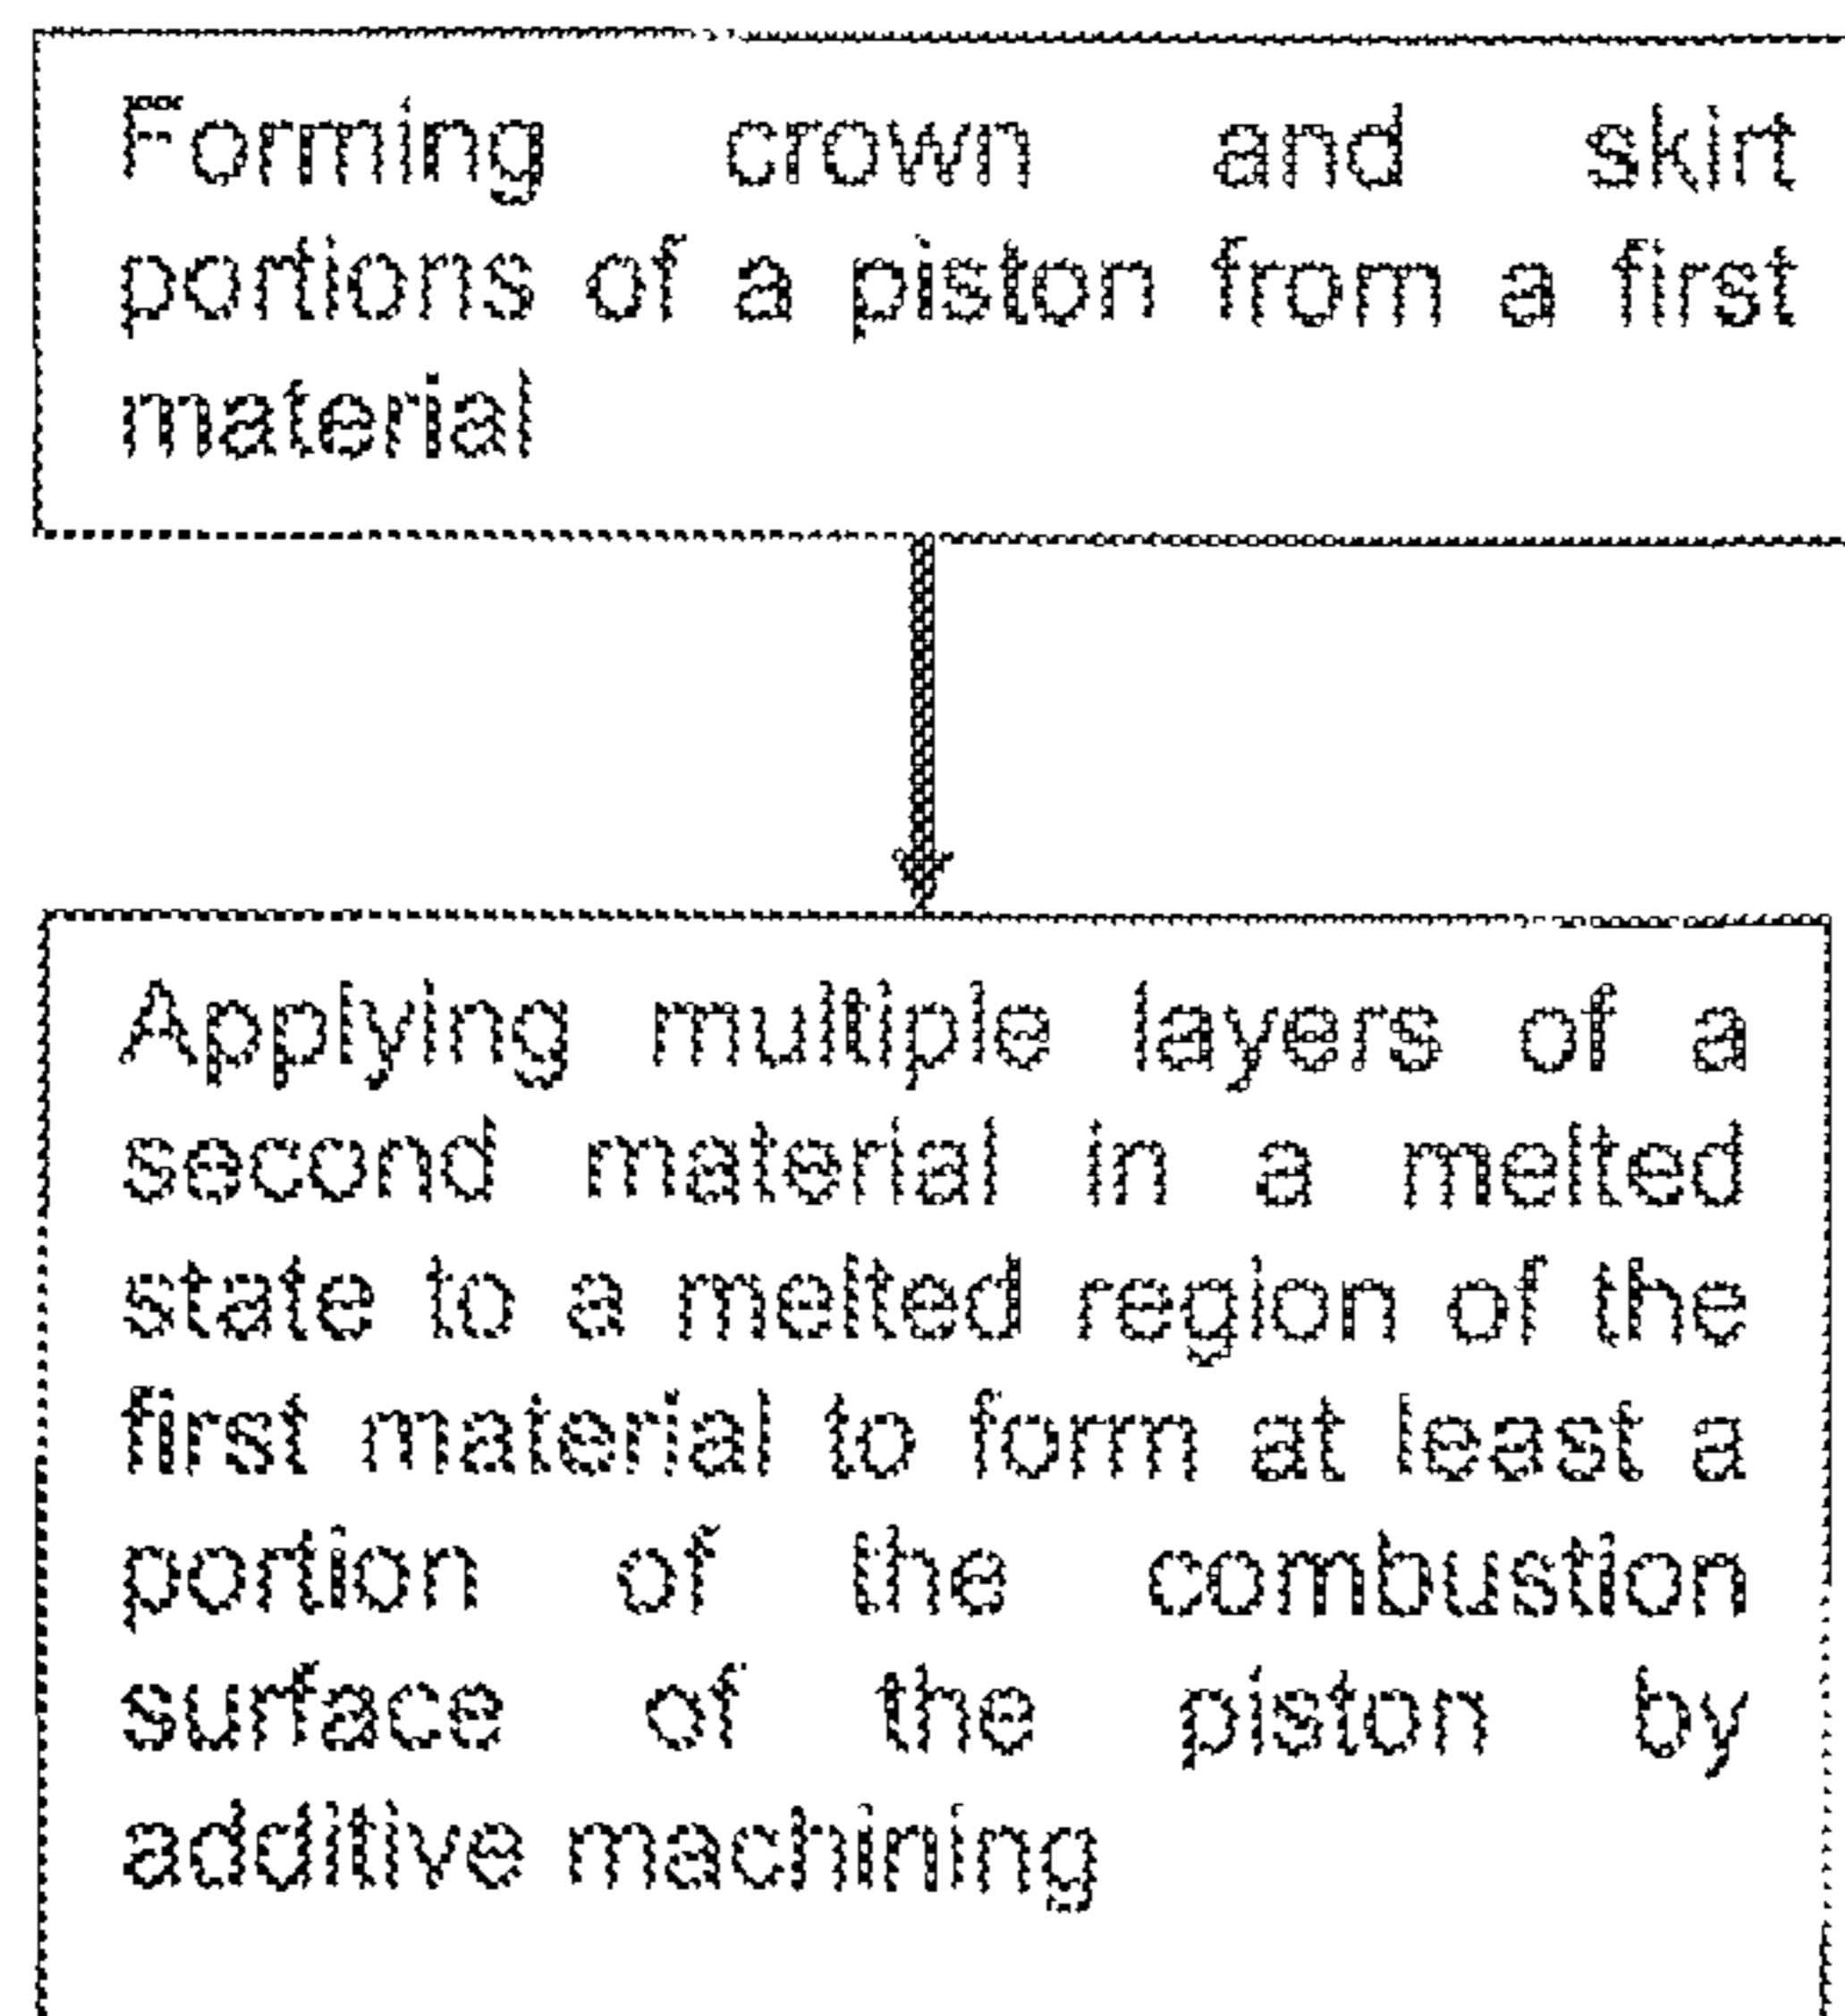 Forming crown and skirt
portions of a piston from a first
material
Applying multiple layers of a
second material in a melted
state to a melted region of the
first material to form at least a
portion of the combustion
surface of the piston by
additive machining